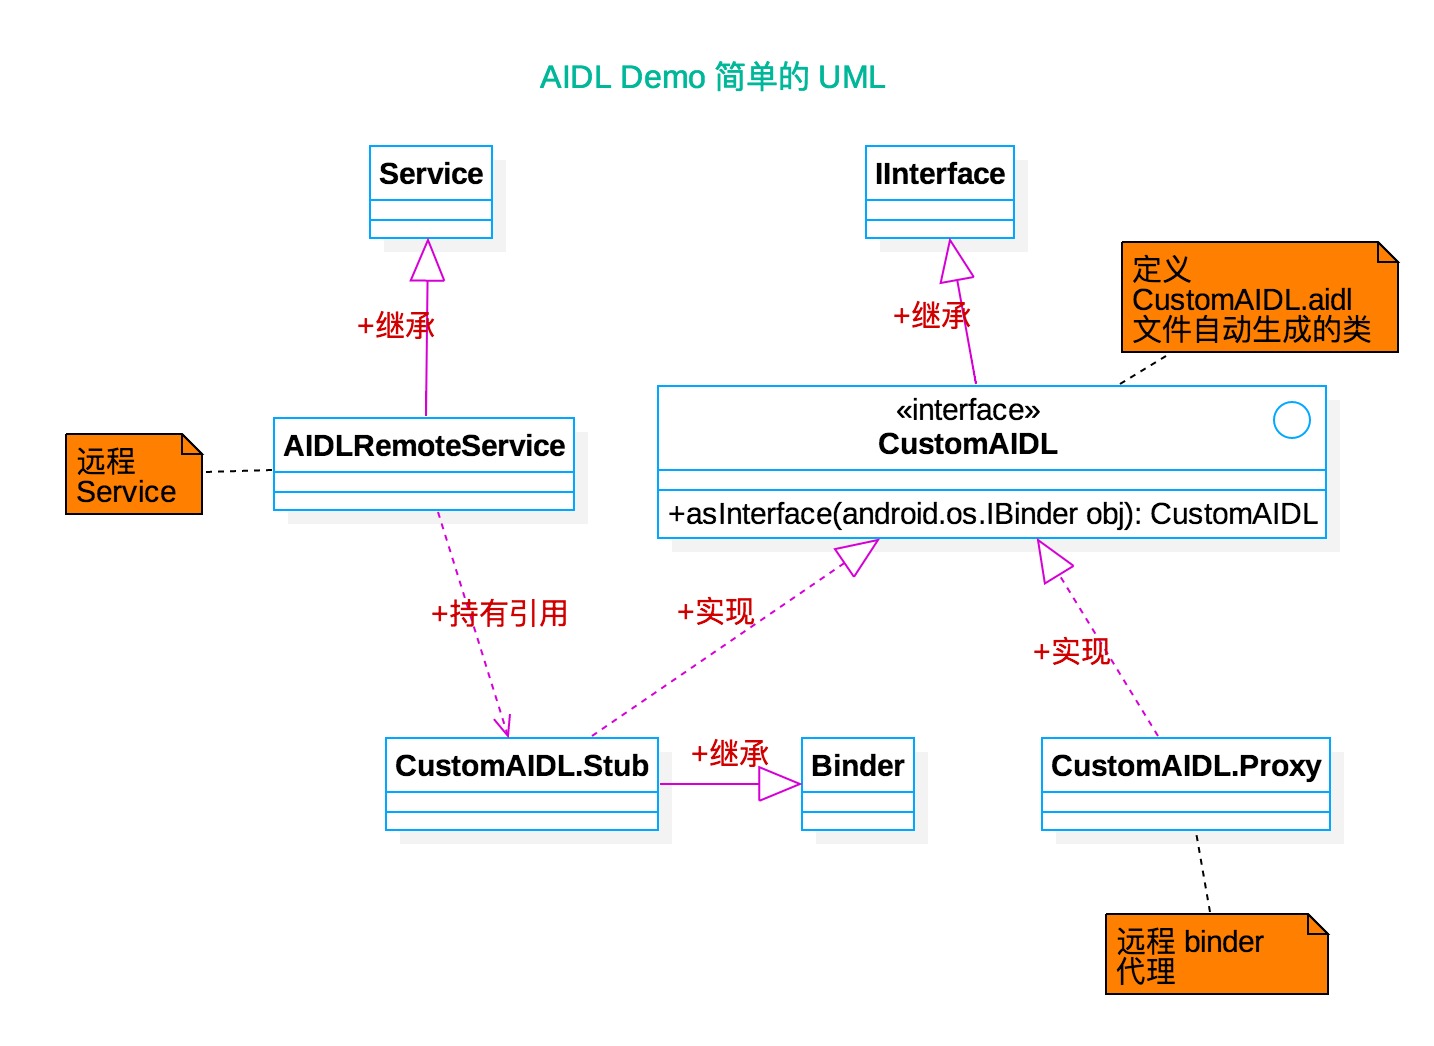 AIDL Demo 简单的 UML
Service
IInterface
+继承
+继承
定义
CustomAIDL.aidl
文件自动生成的类
«interface»
CustomAIDL
+asInterface(android.os.IBinder obj): CustomAIDL
远程
Service
AIDLRemoteService
+持有引用
+实现
+实现
CustomAIDL.Stub
+继承
Binder
CustomAIDL.Proxy
远程 binder
代理